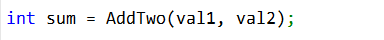 int sum = AddTwo(val1, val2);